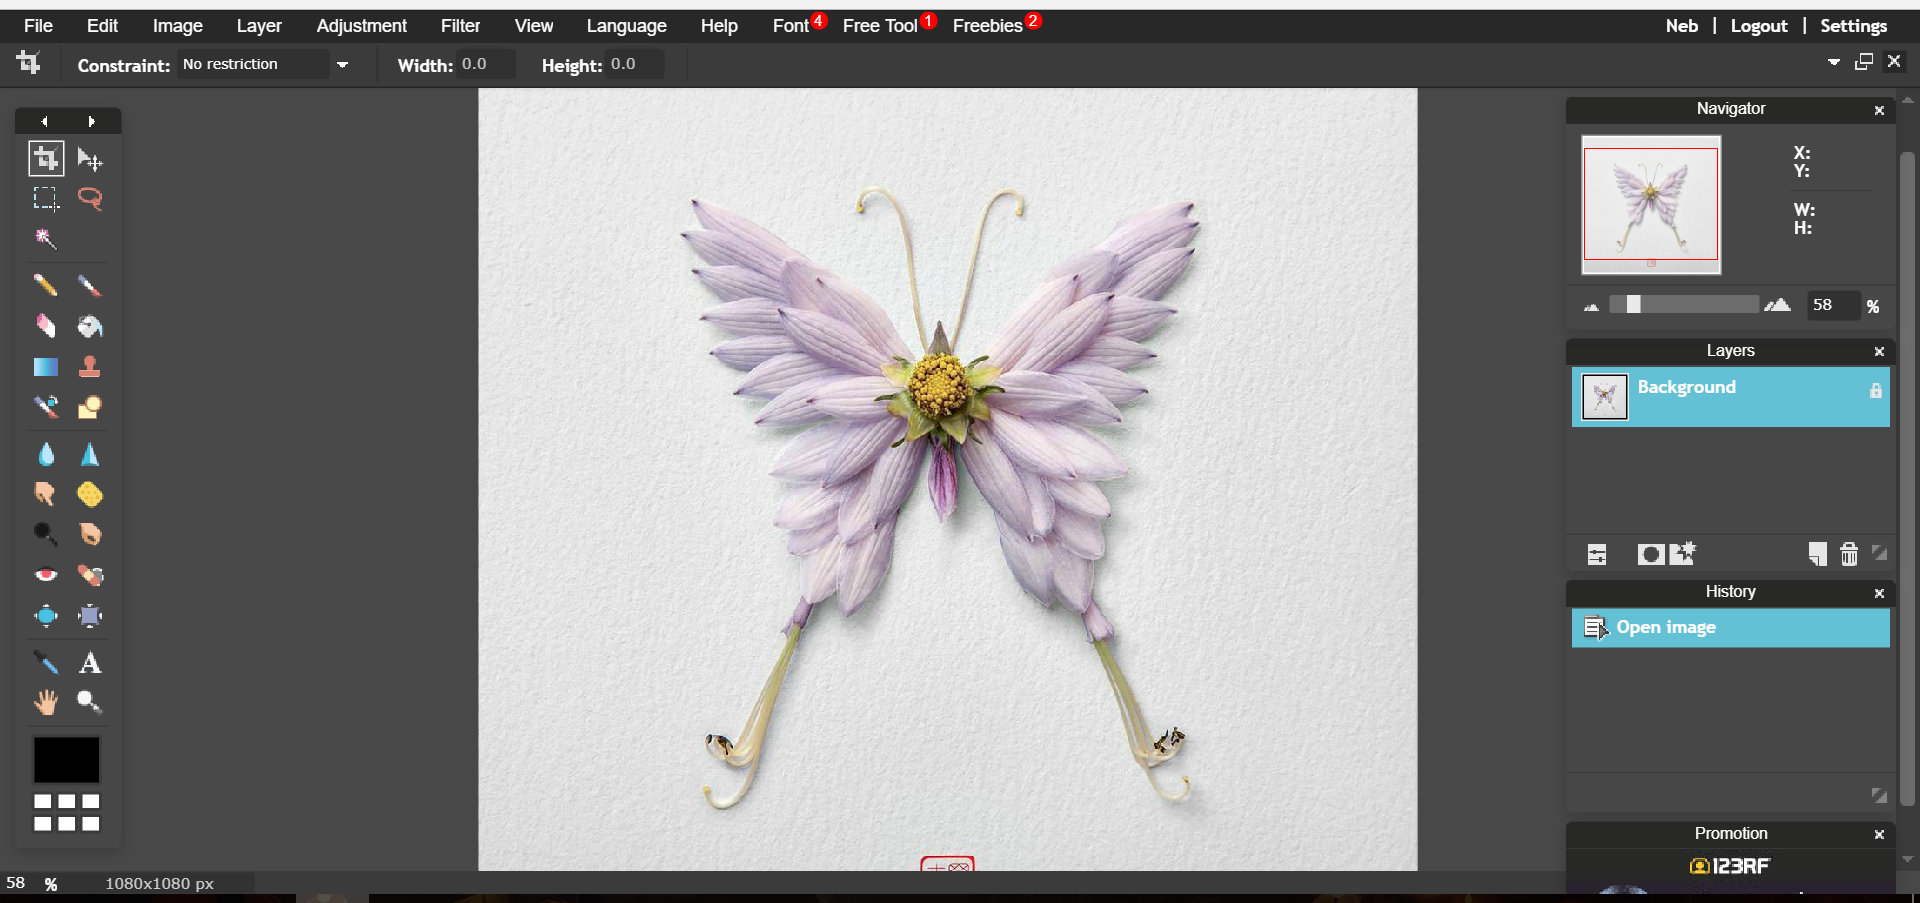 File Edit Image Layer Adjustment Filter View Language Help Font 4 Free Tool 1 Freebies 2 Neb | Logout | Settings
Constraint: No restriction Width: 0.0 Height: 0.0
Navigator
X:
Y:
W:
H:
58 %
Layers
Background
A
History
Open image
Promotion
123RF
58 % 1080x1080 px